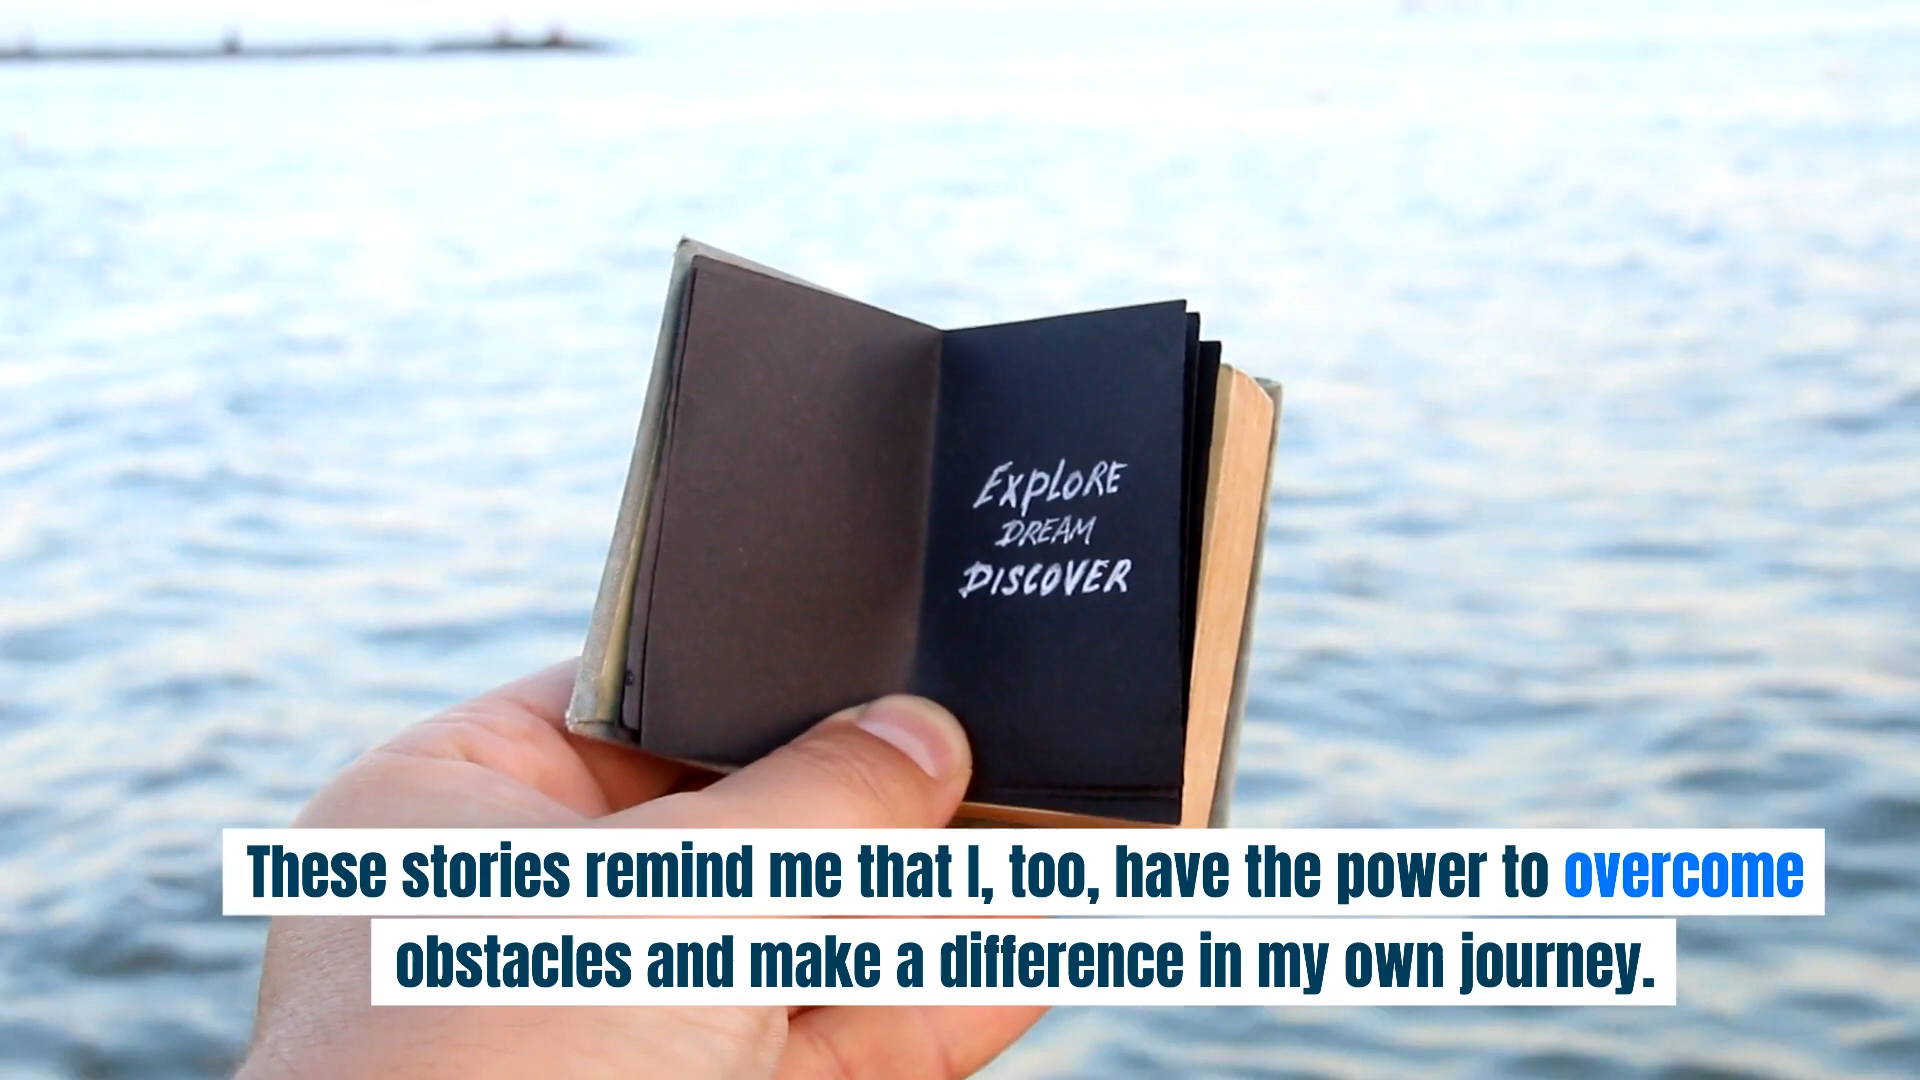 EXPLORE
DREAM
DISCOVER
These stories remind me that I, too, have the power to overcome
obstacles and make a difference in my own journey.